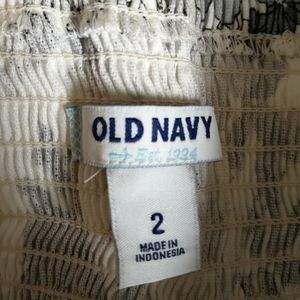 OLD NAVY
Est. 1994
2
MADE IN
INDONESIA